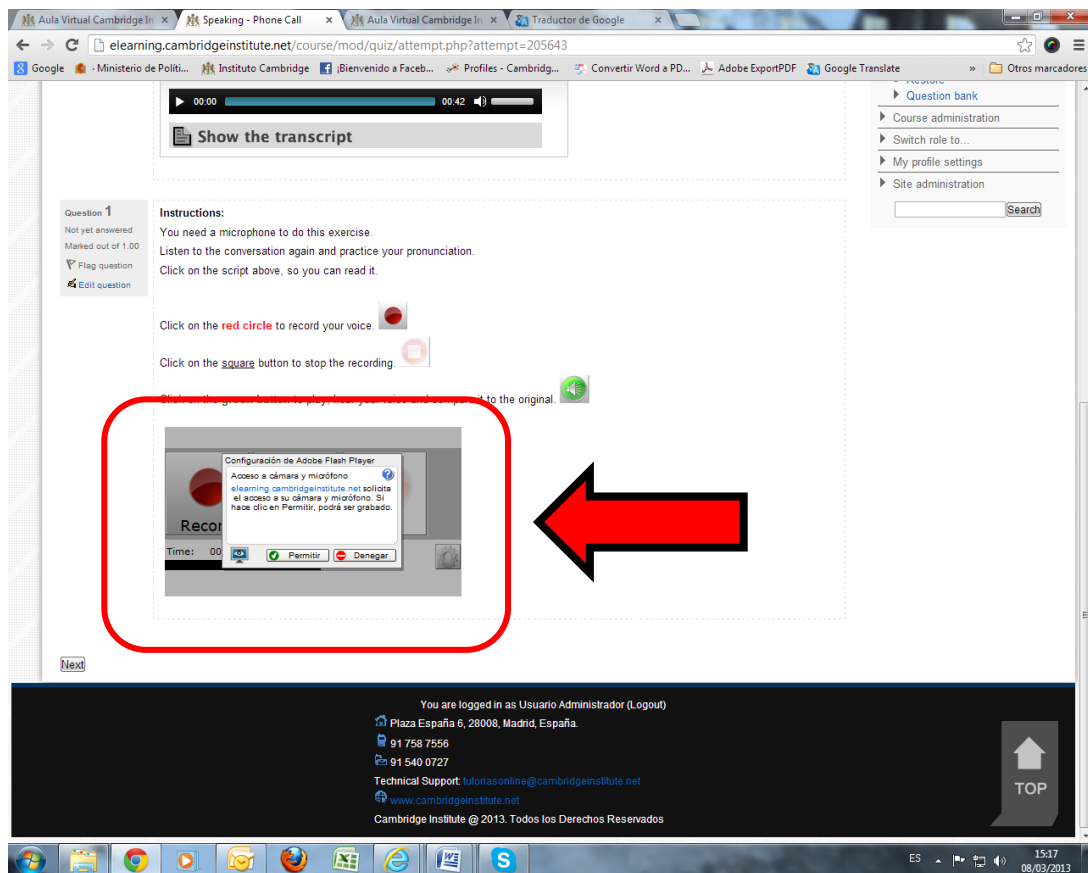 Aula Virtual Cambridge In
Speaking - Phone Call
Aula Virtual Cambridge In
Traductor de Google
elearning.cambridgeinstitute.net/course/mod/quiz/attempt.php?attempt=205643
Google
- Ministerio de Políti...
Instituto Cambridge
¡Bienvenido a Faceb...
Profiles - Cambridg...
Convertir Word a PD...
Adobe ExportPDF
Google Translate
»
Otros marcadores
00:00
00:42
Show the transcript
Restore
Question bank
Course administration
Switch role to...
My profile settings
Site administration
Search
Question 1
Not yet answered
Marked out of 1.00
Flag question
Edit question
Instructions:
You need a microphone to do this exercise.
Listen to the conversation again and practice your pronunciation.
Click on the script above, so you can read it.
Click on the red circle to record your voice.
Click on the square button to stop the recording.
Click on the green button to play, hear your voice and compare it to the original.
Configuración de Adobe Flash Player
Acceso a cámara y micrófono
elearning.cambridgeinstitute.net solicita
el acceso a su cámara y micrófono. Si
hace clic en Permitir, podrá ser grabado.
Recor
Time: 00
Permitir
Denegar
Next
You are logged in as Usuario Administrador (Logout)
Plaza España 6, 28008, Madrid, España.
91 758 7556
91 540 0727
Technical Support: tutoriasonline@cambridgeinstitute.net
www.cambridgeinstitute.net
Cambridge Institute @ 2013. Todos los Derechos Reservados
TOP
ES
15:17
08/03/2013